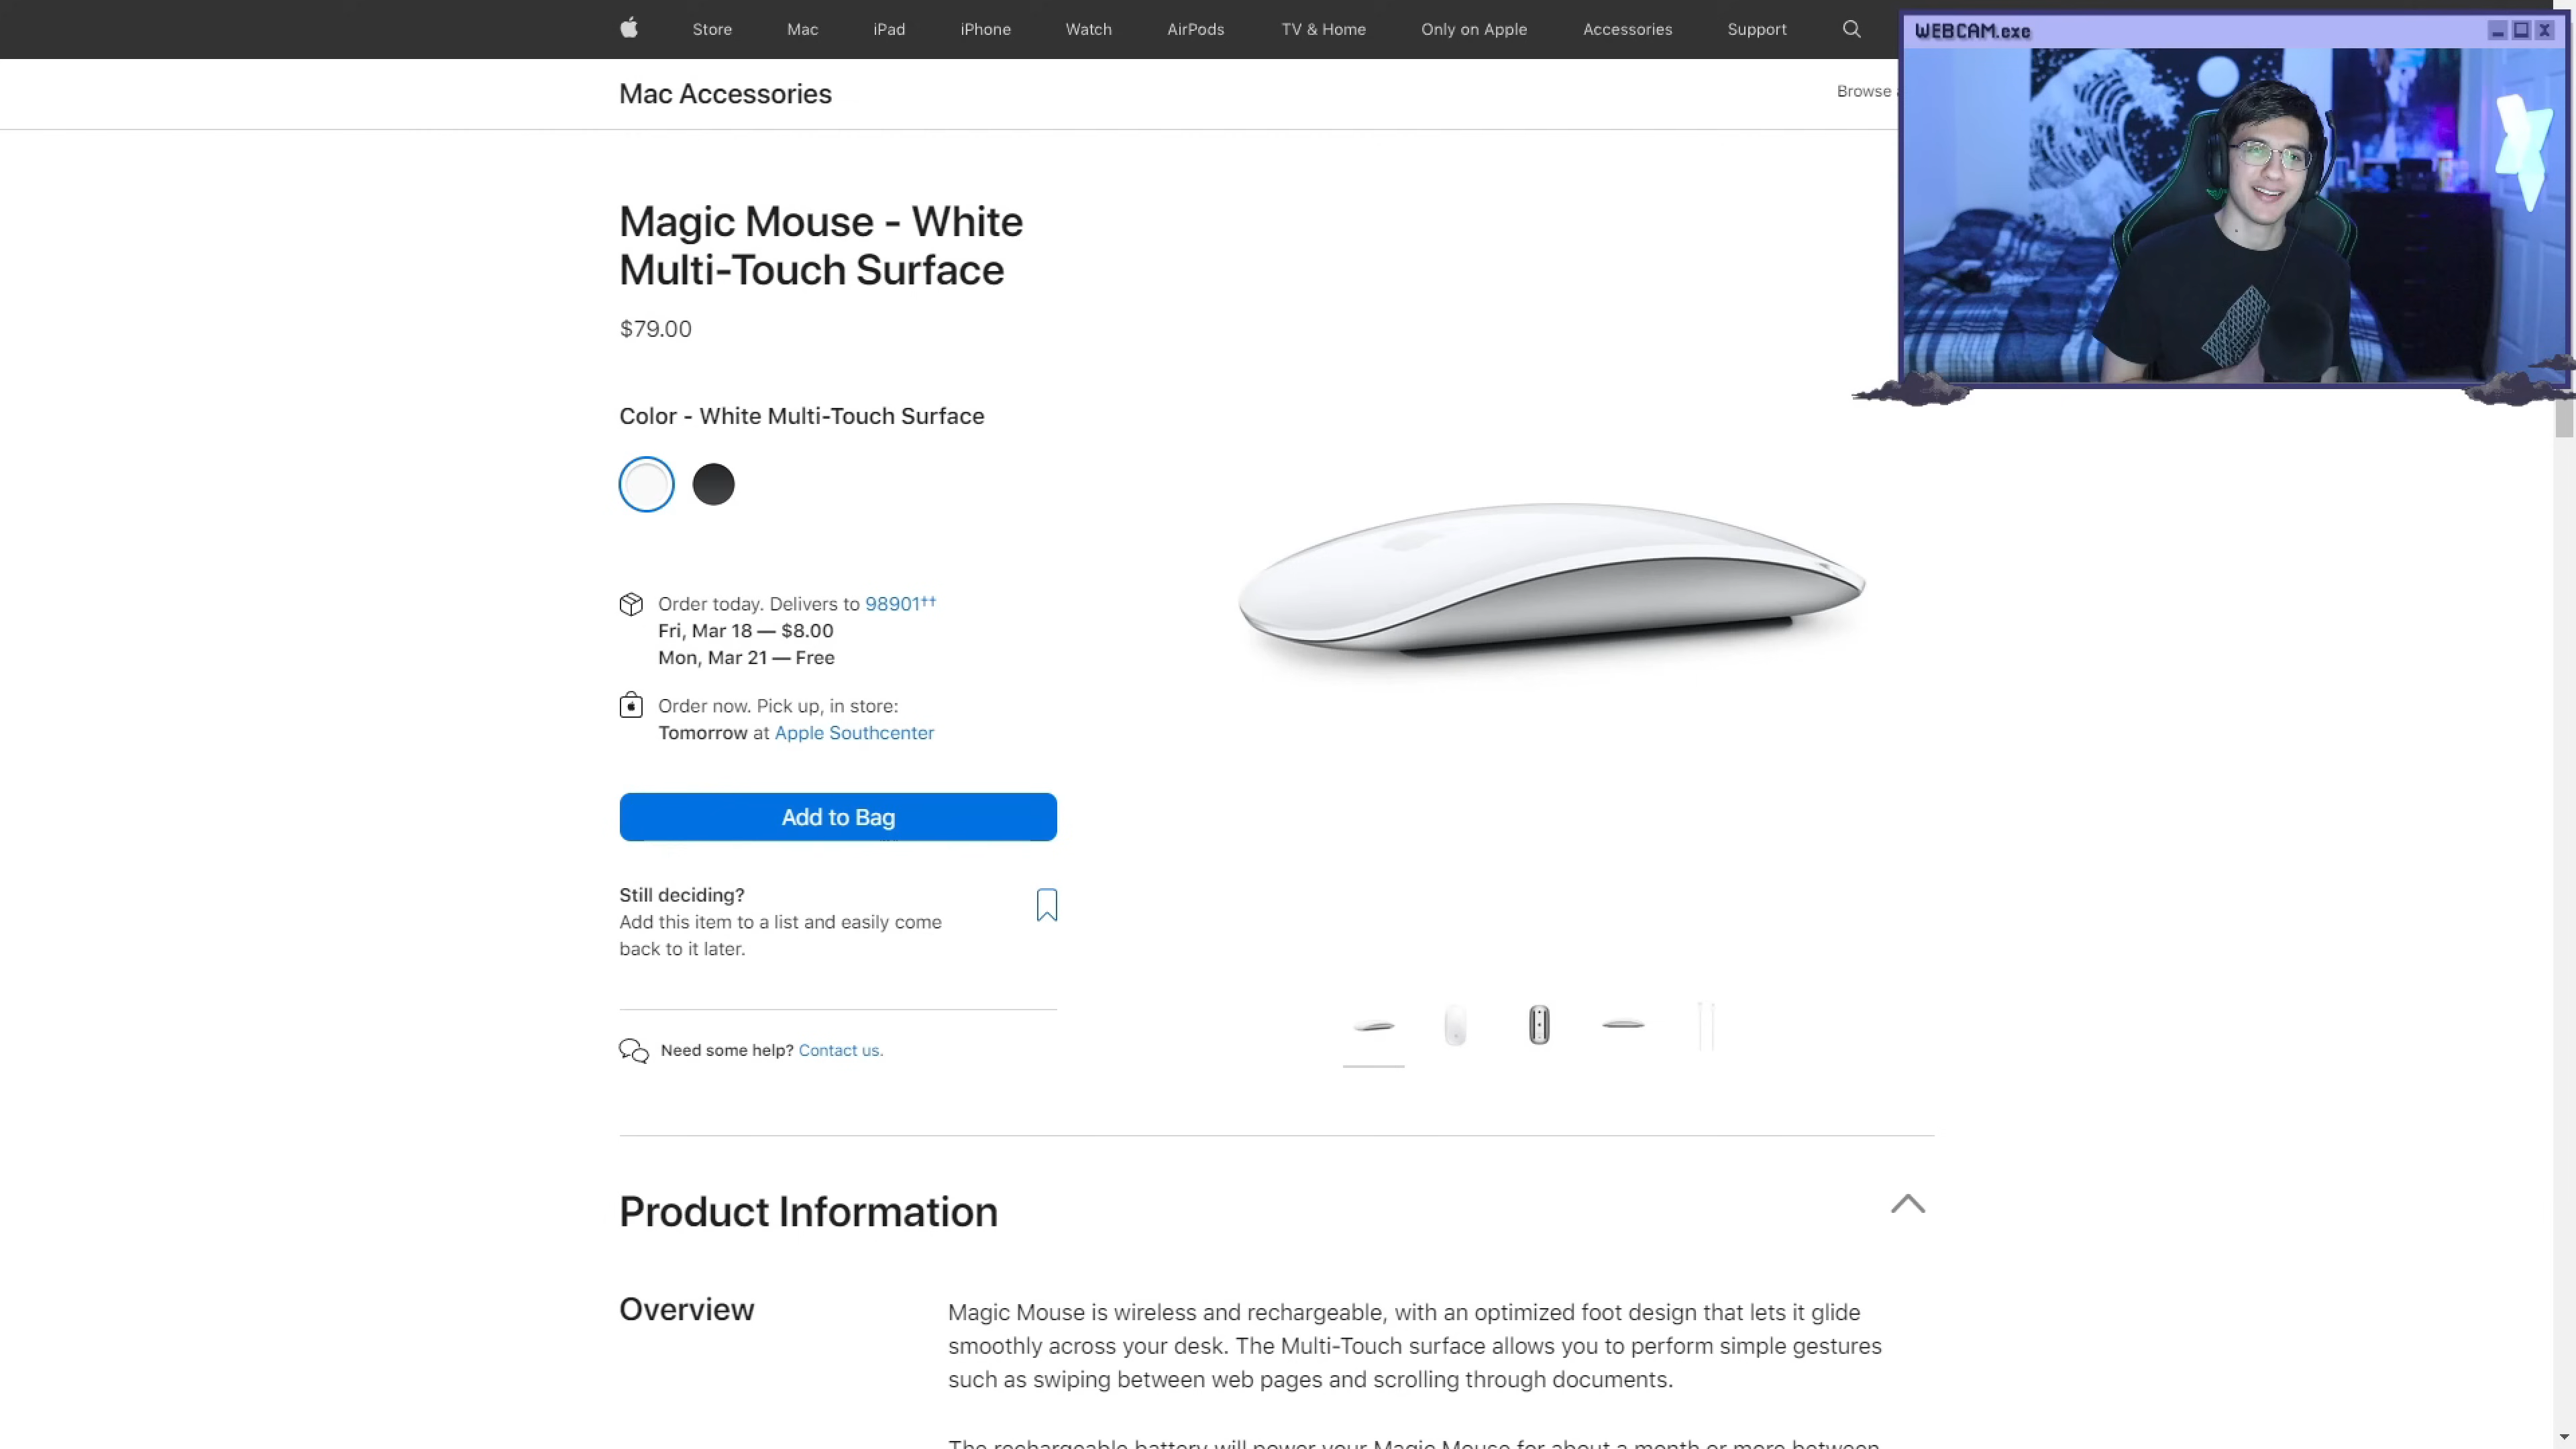 Store Mac iPad iPhone Watch AirPods TV & Home Only on Apple Accessories Support
WEBCAM.exe
Mac Accessories
Browse
Magic Mouse - White
Multi-Touch Surface
$79.00
Color - White Multi-Touch Surface
Order today. Delivers to 98901††
Fri, Mar 18 — $8.00
Mon, Mar 21 — Free
Order now. Pick up, in store:
Tomorrow at Apple Southcenter
Add to Bag
Still deciding?
Add this item to a list and easily come
back to it later.
Need some help? Contact us.
Product Information
Overview
Magic Mouse is wireless and rechargeable, with an optimized foot design that lets it glide
smoothly across your desk. The Multi-Touch surface allows you to perform simple gestures
such as swiping between web pages and scrolling through documents.
The rechargeable battery will power your Magic Mouse for about a month or more between